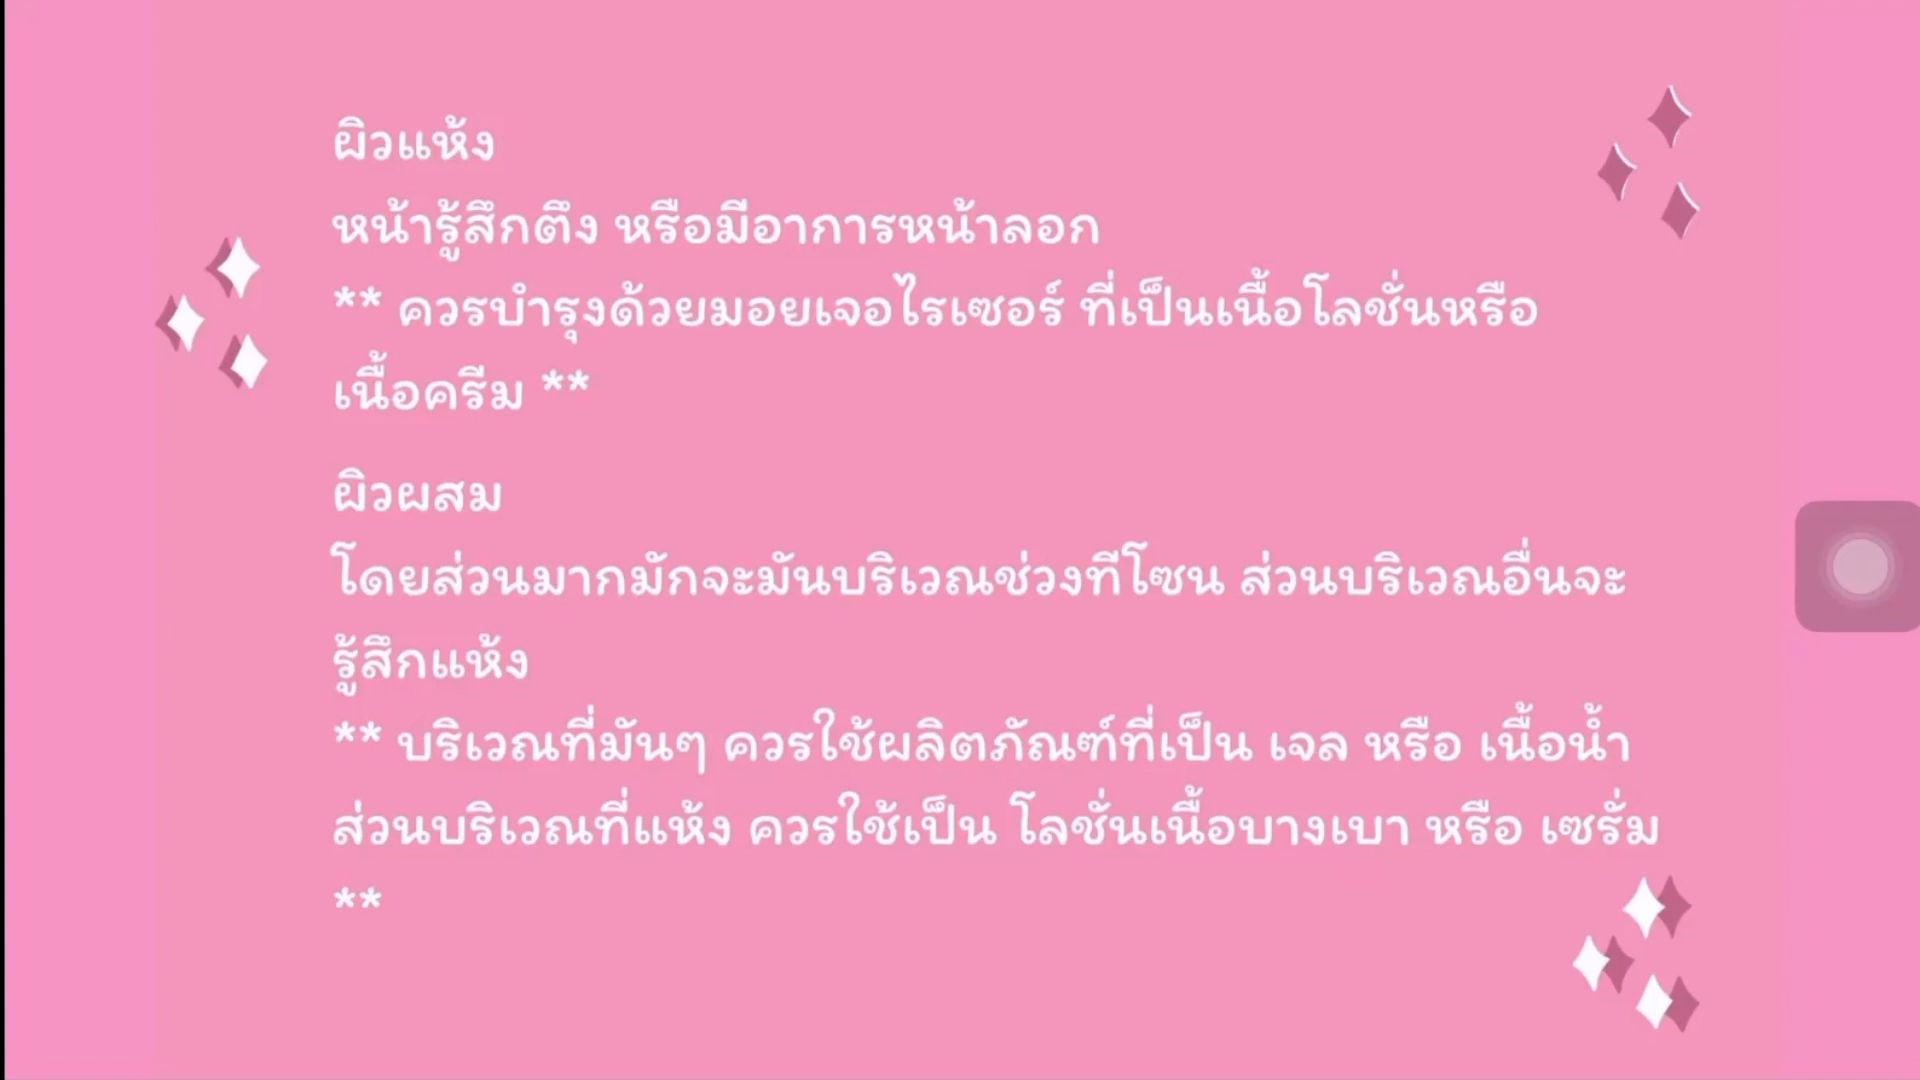 ผิวแห้ง
หน้ารู้สึกตึง หรือมีอาการหน้าลอก
** ควรบำรุงด้วยมอยเจอไรเซอร์ ที่เป็นเนื้อโลชั่นหรือ
เนื้อครีม **
ผิวผสม
โดยส่วนมากมักจะมันบริเวณช่วงทีโซน ส่วนบริเวณอื่นจะ
รู้สึกแห้ง
** บริเวณที่มันๆ ควรใช้ผลิตภัณฑ์ที่เป็น เจล หรือ เนื้อน้ำ
ส่วนบริเวณที่แห้ง ควรใช้เป็น โลชั่นเนื้อบางเบา หรือ เซรั่ม
**